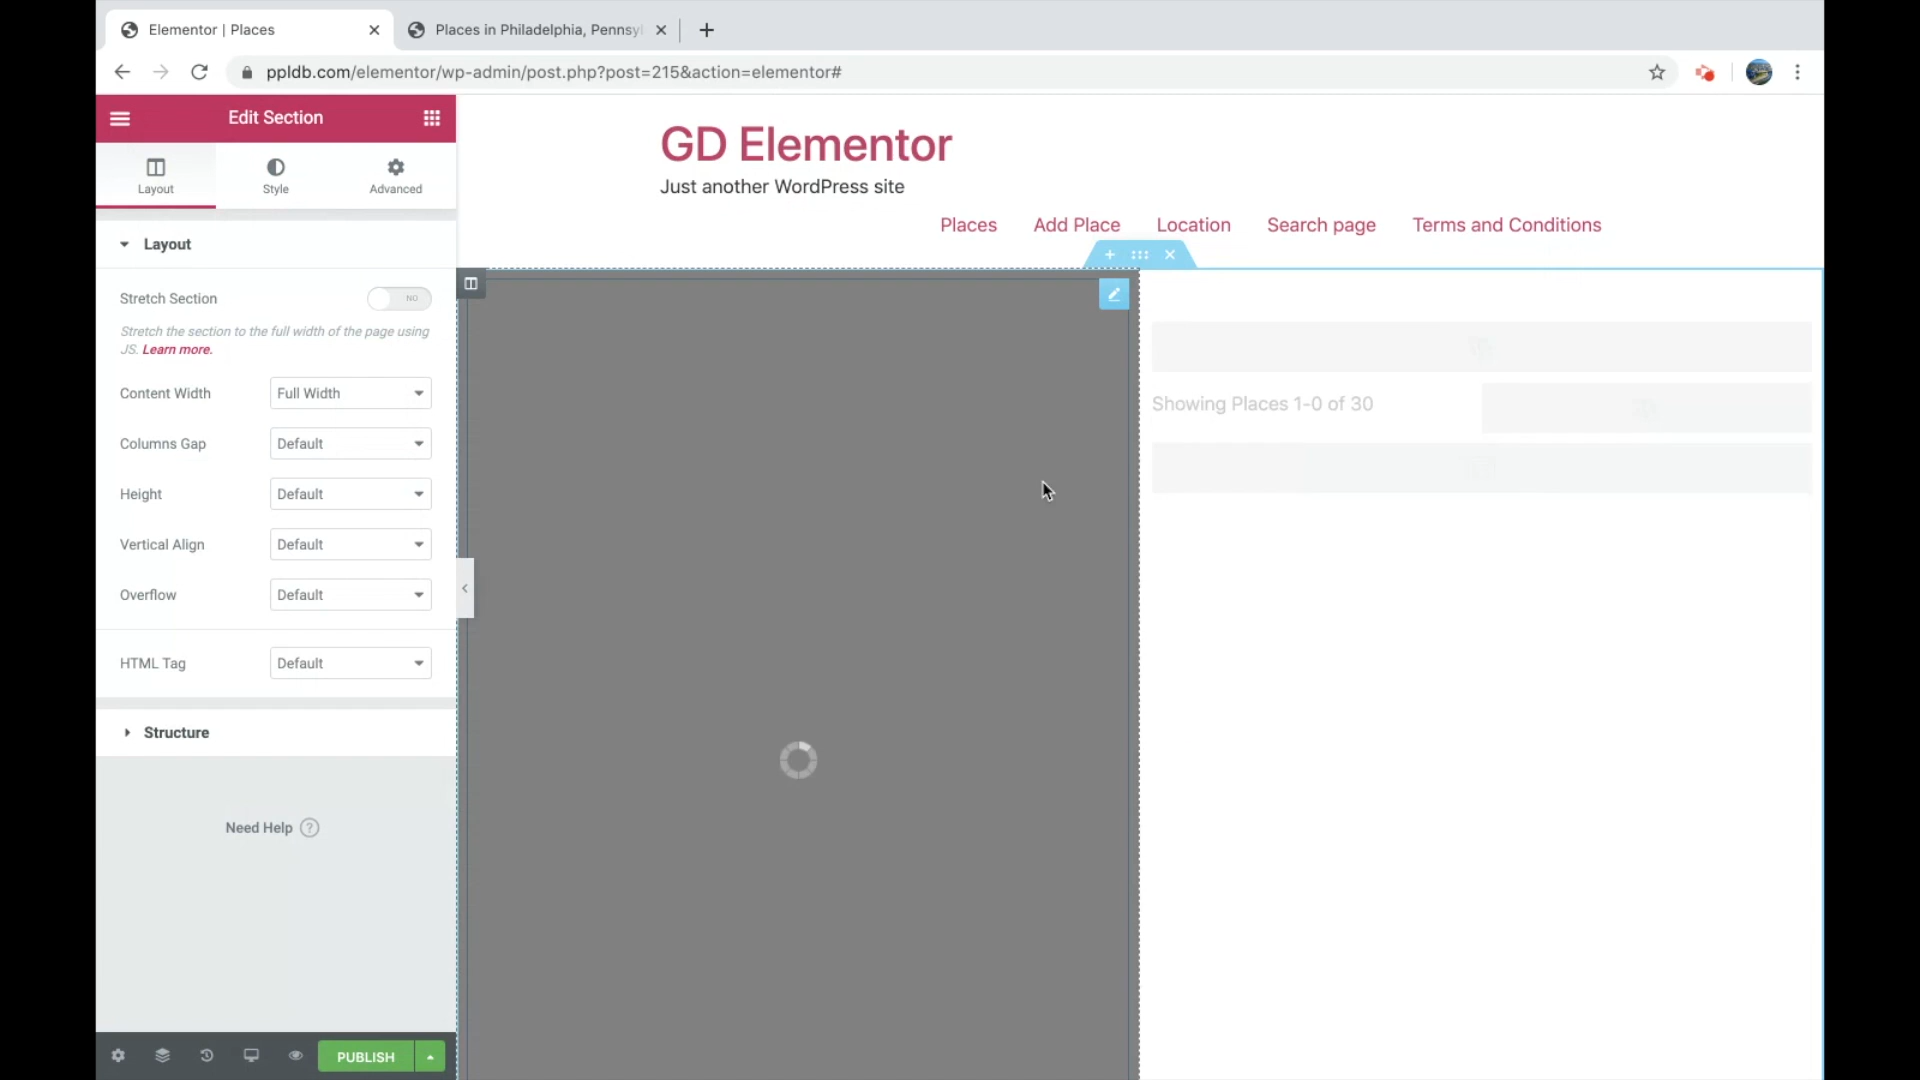 Elementor | Places
Places in Philadelphia, Pennsyl
ppldb.com/elementor/wp-admin/post.php?post=215&action=elementor#
Edit Section
Layout
Style
Advanced
Layout
Stretch Section
NO
Stretch the section to the full width of the page using
JS. Learn more.
Content Width
Full Width
Columns Gap
Default
Height
Default
Vertical Align
Default
Overflow
Default
HTML Tag
Default
Structure
Need Help
?
PUBLISH
GD Elementor
Just another WordPress site
Places
Add Place
Location
Search page
Terms and Conditions
Showing Places 1-0 of 30